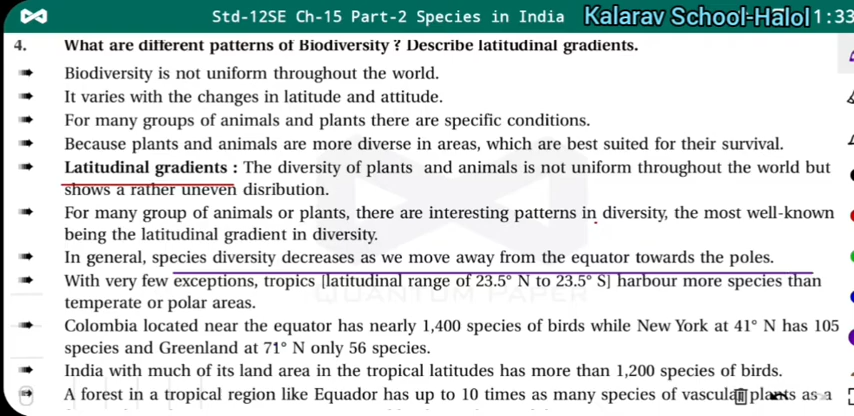 Std-12SE Ch-15 Part-2 Species in India Kalarav School-Halol 1:33
4. What are different patterns of Biodiversity ? Describe latitudinal gradients.
Biodiversity is not uniform throughout the world.
It varies with the changes in latitude and attitude.
For many groups of animals and plants there are specific conditions.
Because plants and animals are more diverse in areas, which are best suited for their survival.
Latitudinal gradients : The diversity of plants and animals is not uniform throughout the world but
shows a rather uneven disribution.
For many group of animals or plants, there are interesting patterns in diversity, the most well-known
being the latitudinal gradient in diversity.
In general, species diversity decreases as we move away from the equator towards the poles.
With very few exceptions, tropics [latitudinal range of 23.5° N to 23.5° S] harbour more species than
temperate or polar areas.
QUANTUM PAPER
Colombia located near the equator has nearly 1,400 species of birds while New York at 41° N has 105
species and Greenland at 71° N only 56 species.
India with much of its land area in the tropical latitudes has more than 1,200 species of birds.
A forest in a tropical region like Equador has up to 10 times as many species of vascular plants as a